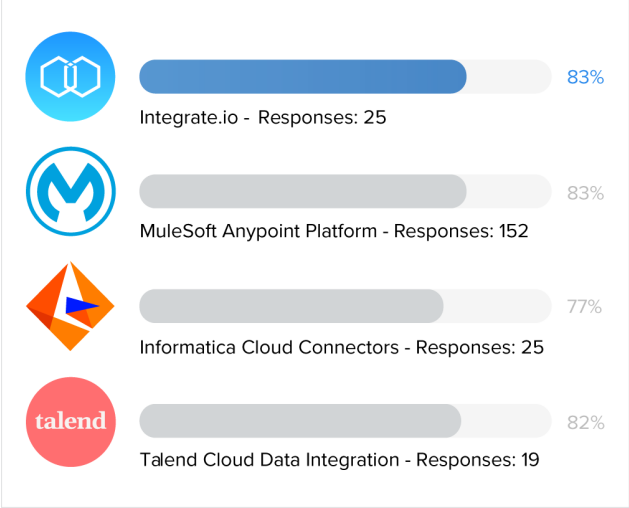 83%
Integrate.io - Responses: 25
83%
MuleSoft Anypoint Platform - Responses: 152
77%
Informatica Cloud Connectors - Responses: 25
talend
82%
Talend Cloud Data Integration - Responses: 19